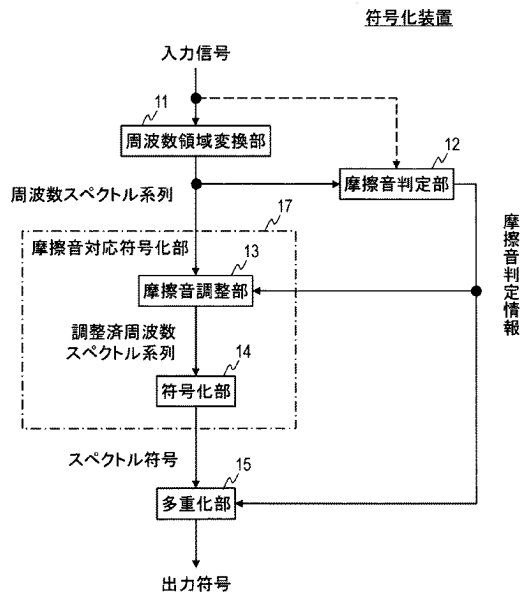 符号化装置
入力信号
11
周波数領域変換部
12
摩擦音判定部
周波数スペクトル系列
17
摩擦音対応符号化部
13
摩擦音調整部
摩擦音判定情報
調整済周波数
スペクトル系列
14
符号化部
スペクトル符号
15
多重化部
出力符号